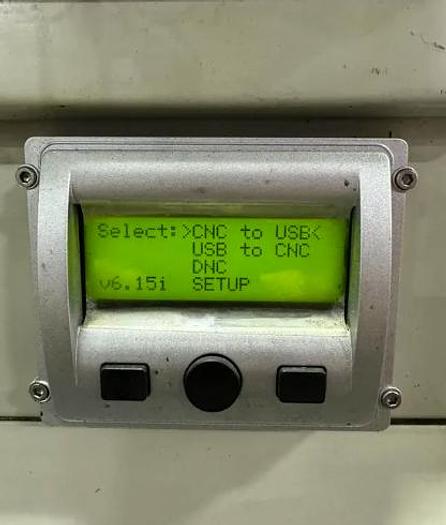 Select:>CNC to USB<
USB to CNC
DNC
v6.15i SETUP